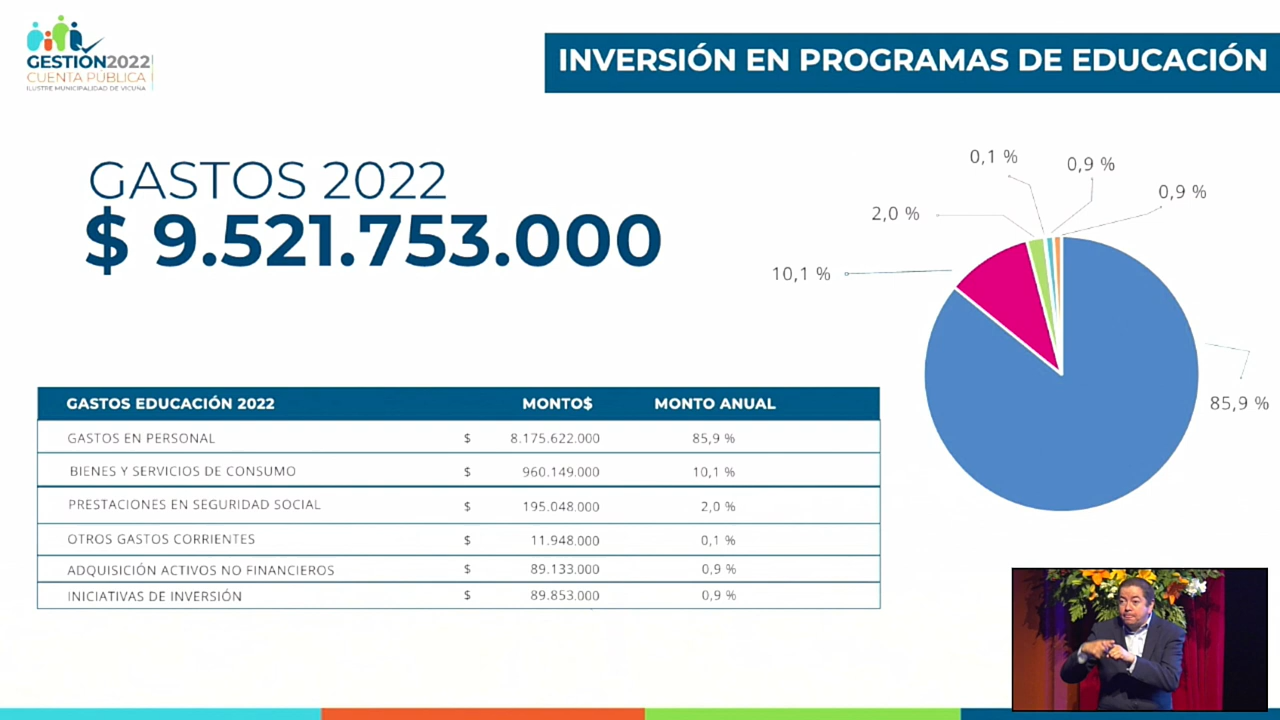 GESTIÓN2022
CUENTA PÚBLICA
ILUSTRE MUNICIPALIDAD DE VICUÑA
INVERSIÓN EN PROGRAMAS DE EDUCACIÓN
GASTOS 2022
$ 9.521.753.000
0,1 %
0,9 %
0,9 %
2,0 %
10,1 %
85,9 %
GASTOS EDUCACIÓN 2022 MONTO$ MONTO ANUAL
GASTOS EN PERSONAL $ 8.175.622.000 85,9 %
BIENES Y SERVICIOS DE CONSUMO $ 960.149.000 10,1 %
PRESTACIONES EN SEGURIDAD SOCIAL $ 195.048.000 2,0 %
OTROS GASTOS CORRIENTES $ 11.948.000 0,1 %
ADQUISICIÓN ACTIVOS NO FINANCIEROS $ 89.133.000 0,9 %
INICIATIVAS DE INVERSIÓN $ 89.853.000 0,9 %